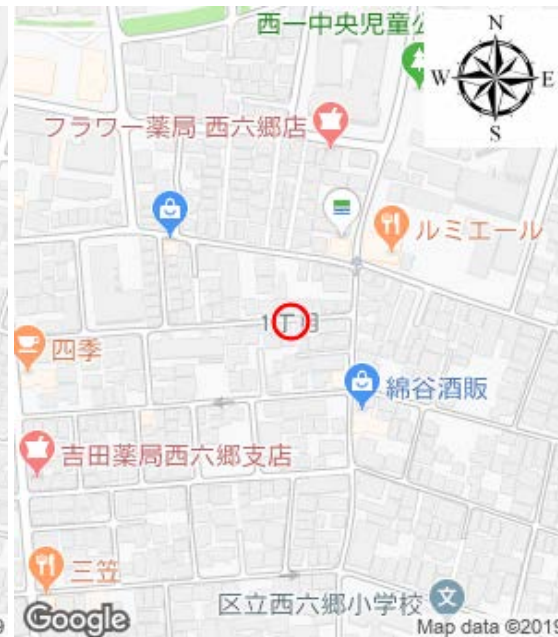 西一中央児童公
N
W
E
S
フラワー薬局 西六郷店
ルミエール
1丁目
四季
綿谷酒販
吉田薬局西六郷支店
三笠
区立西六郷小学校
文
Google
9
Map data ©2019